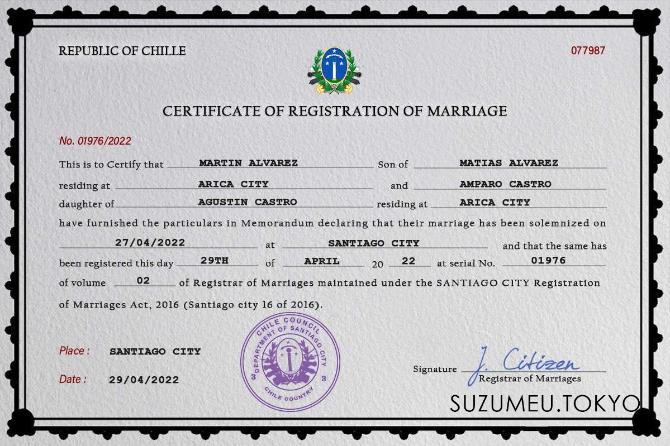 REPUBLIC OF CHILLE
077987
CERTIFICATE OF REGISTRATION OF MARRIAGE
No. 01976/2022
This is to Certify that MARTIN ALVAREZ Son of MATIAS ALVAREZ
residing at ARICA CITY and AMPARO CASTRO
daughter of AGUSTIN CASTRO residing at ARICA CITY
have furnished the particulars in Memorandum declaring that their marriage has been solemnized on
27/04/2022 at SANTIAGO CITY and that the same has
been registered this day 29TH of APRIL 20 22 at serial No. 01976
of volume 02 of Registrar of Marriages maintained under the SANTIAGO CITY Registration
of Marriages Act, 2016 (Santiago city 16 of 2016).
CHILE COUNCIL
DEPARTMENT OF SANTIAGO CITY
3 3
CHILE COUNTRY
Place : SANTIAGO CITY
Date : 29/04/2022
Signature J. Citizen
Registrar of Marriages
SUZUMEU.TOKYO